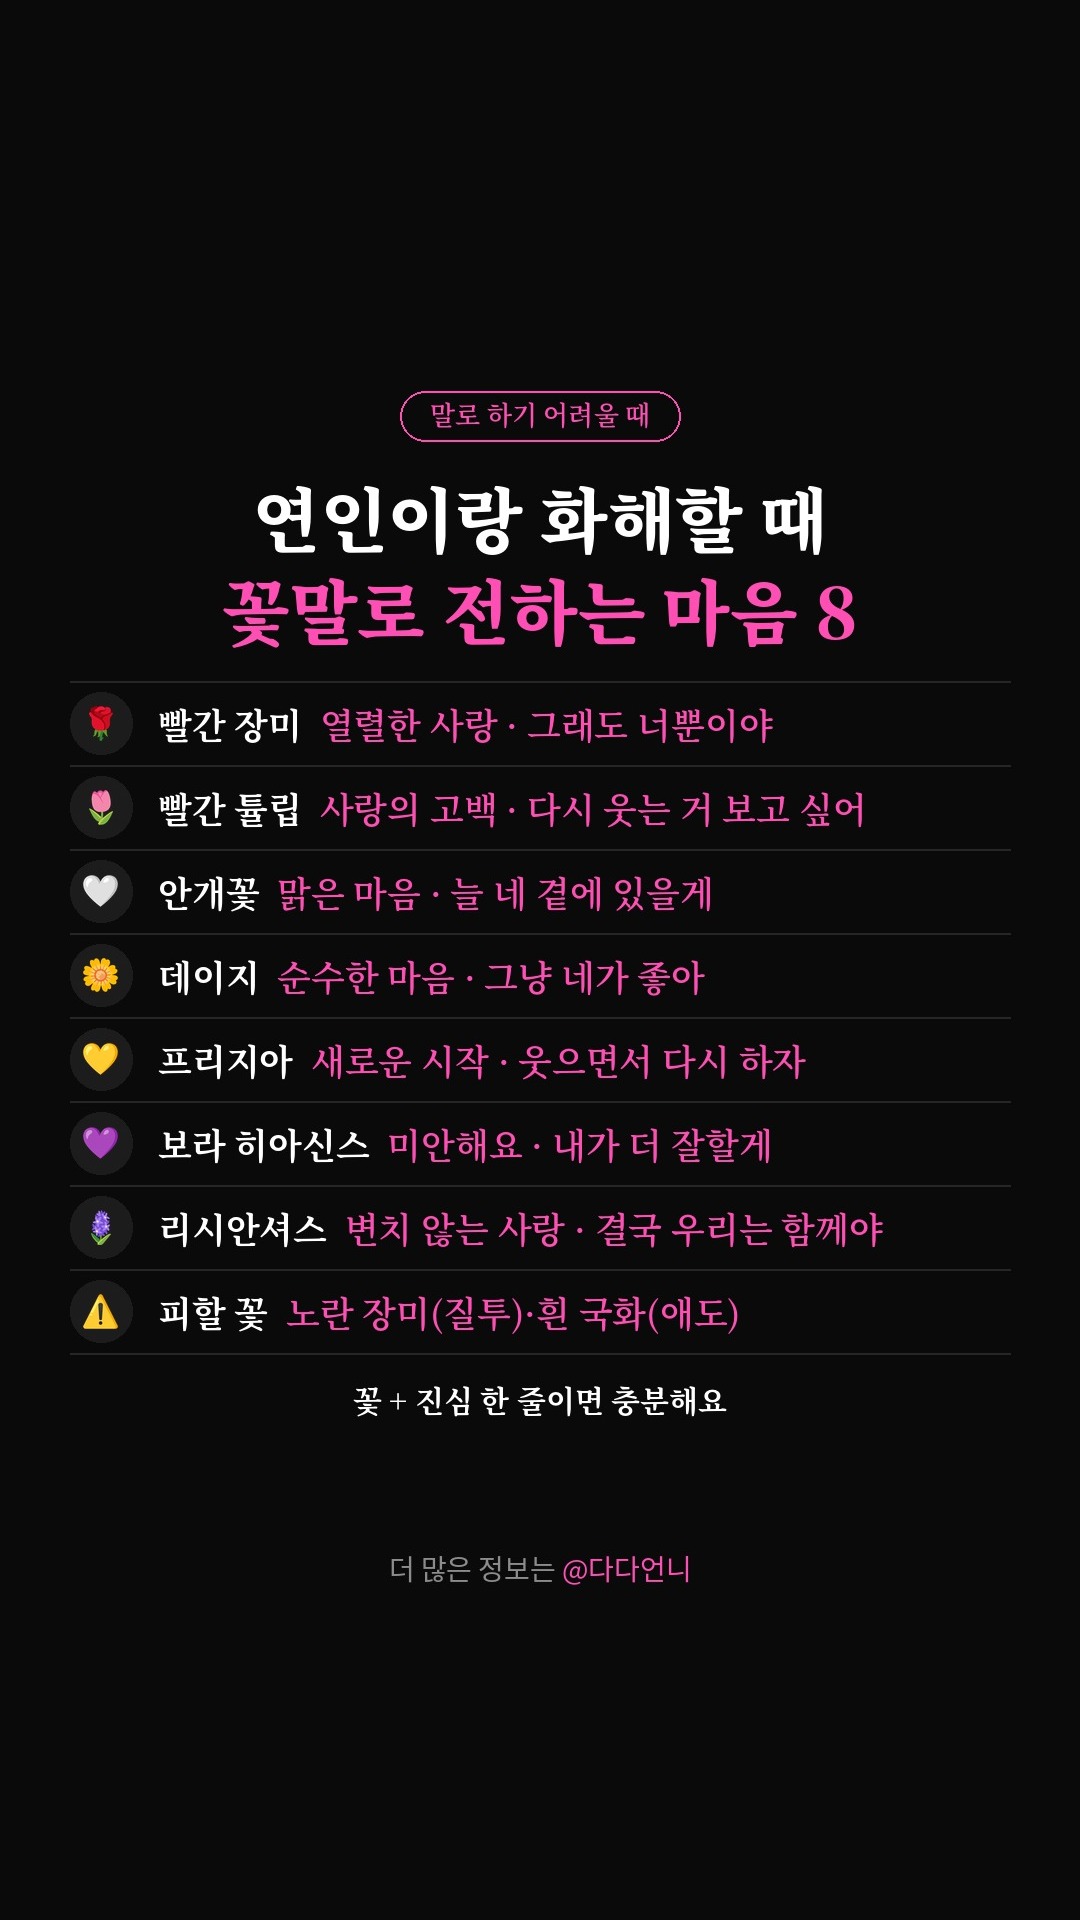 말로 하기 어려울 때
연인이랑 화해할 때
꽃말로 전하는 마음 8
빨간 장미 열렬한 사랑 · 그래도 너뿐이야
빨간 튤립 사랑의 고백 · 다시 웃는 거 보고 싶어
안개꽃 맑은 마음 · 늘 네 곁에 있을게
데이지 순수한 마음 · 그냥 네가 좋아
프리지아 새로운 시작 · 웃으면서 다시 하자
보라 히아신스 미안해요 · 내가 더 잘할게
리시안셔스 변치 않는 사랑 · 결국 우리는 함께야
피할 꽃 노란 장미(질투)·흰 국화(애도)
꽃 + 진심 한 줄이면 충분해요
더 많은 정보는 @다다언니